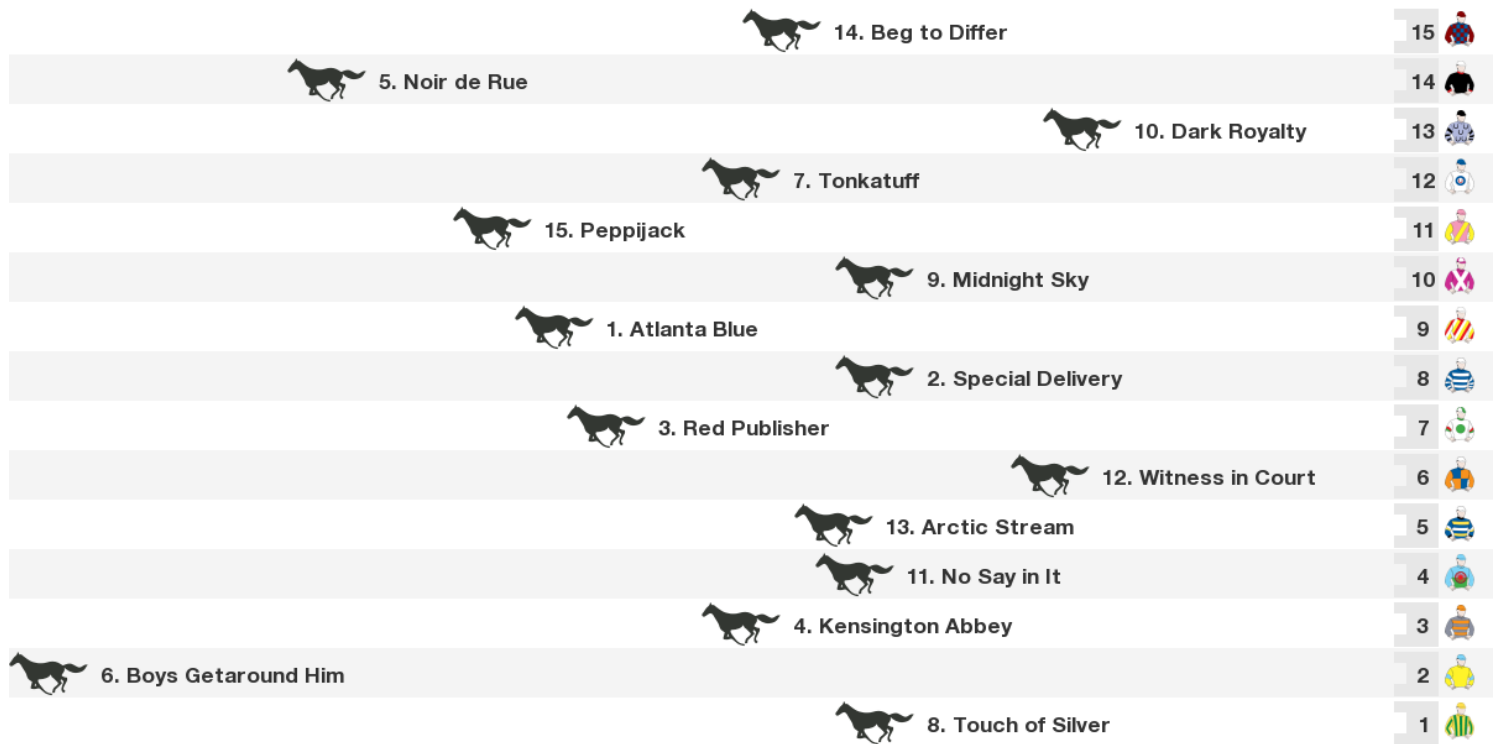 14. Beg to Differ 15
5. Noir de Rue 14
10. Dark Royalty 13
7. Tonkatuff 12
15. Peppijack 11
9. Midnight Sky 10
1. Atlanta Blue 9
2. Special Delivery 8
3. Red Publisher 7
12. Witness in Court 6
13. Arctic Stream 5
11. No Say in It 4
4. Kensington Abbey 3
6. Boys Getaround Him 2
8. Touch of Silver 1